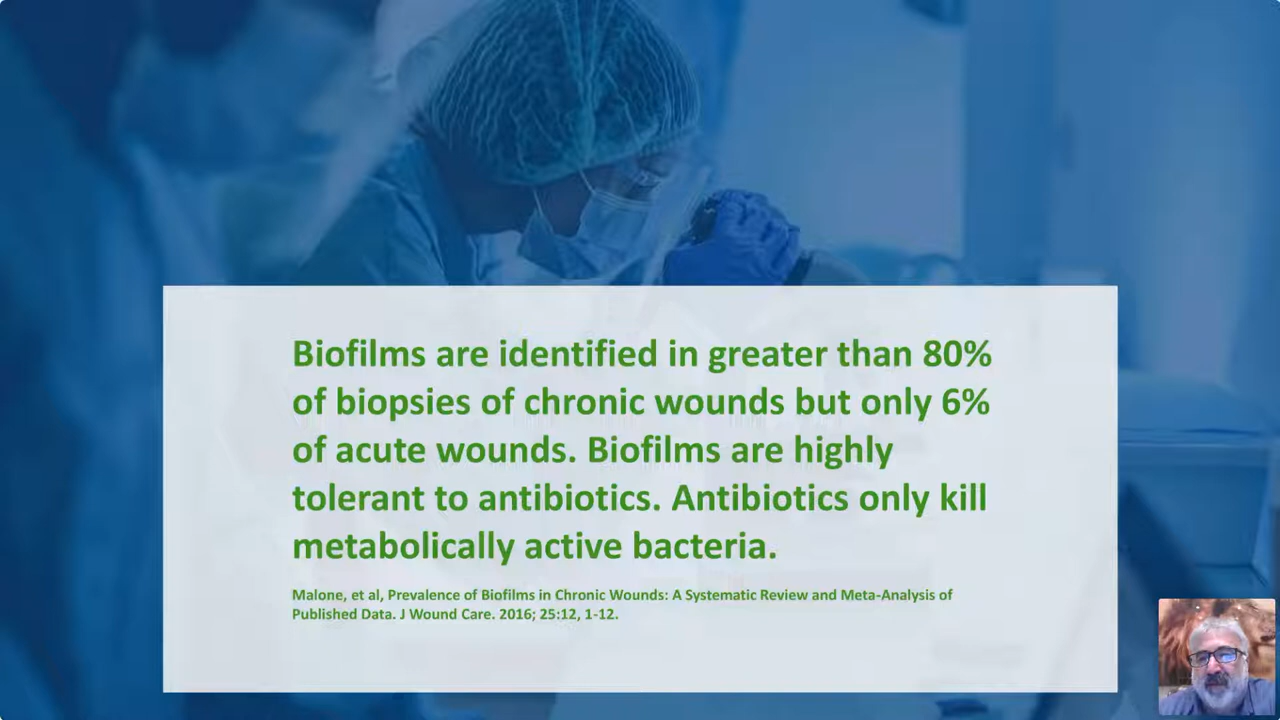 Biofilms are identified in greater than 80%
of biopsies of chronic wounds but only 6%
of acute wounds. Biofilms are highly
tolerant to antibiotics. Antibiotics only kill
metabolically active bacteria.
Malone, et al, Prevalence of Biofilms in Chronic Wounds: A Systematic Review and Meta-Analysis of
Published Data. J Wound Care. 2016; 25:12, 1-12.